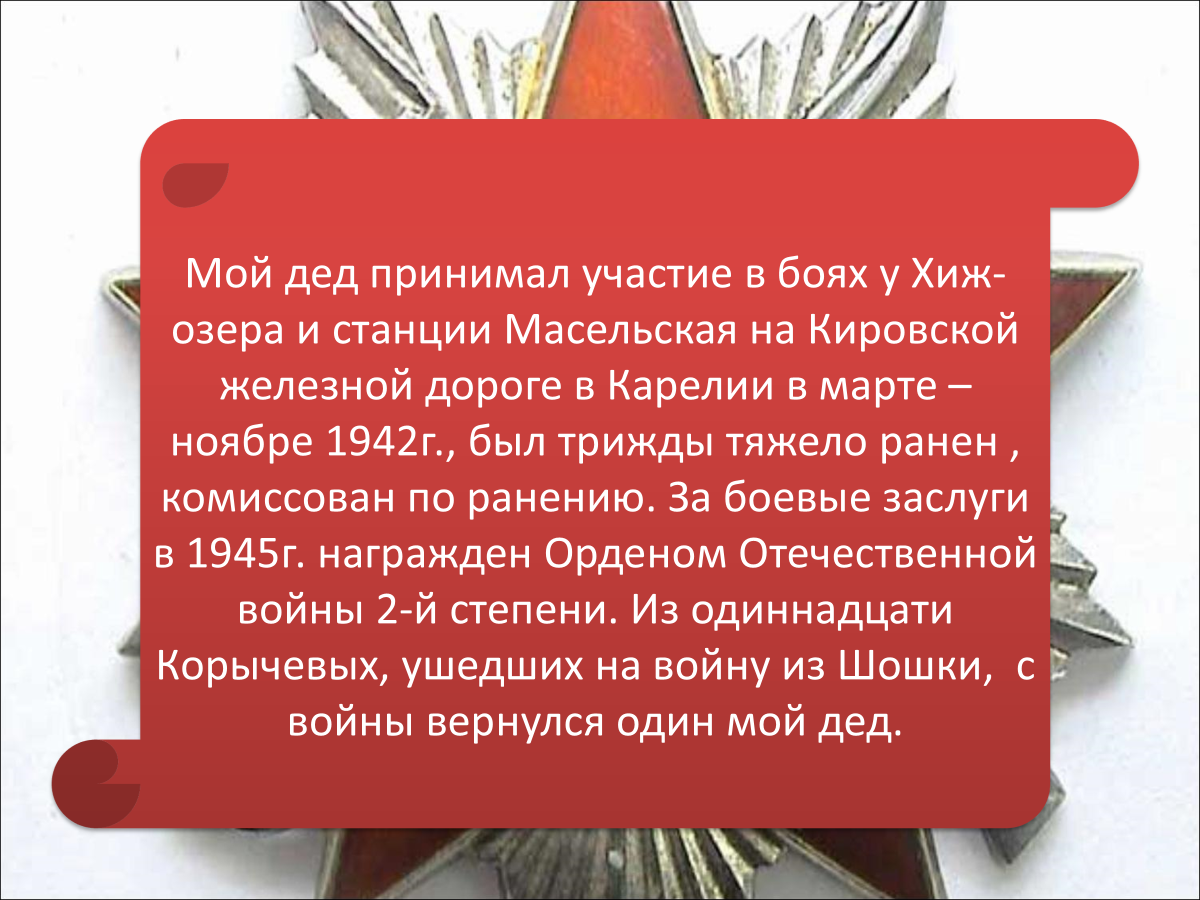 Мой дед принимал участие в боях у Хиж-
озера и станции Масельская на Кировской
железной дороге в Карелии в марте –
ноябре 1942г., был трижды тяжело ранен ,
комиссован по ранению. За боевые заслуги
в 1945г. награжден Орденом Отечественной
войны 2-й степени. Из одиннадцати
Корычевых, ушедших на войну из Шошки,  с
войны вернулся один мой дед.